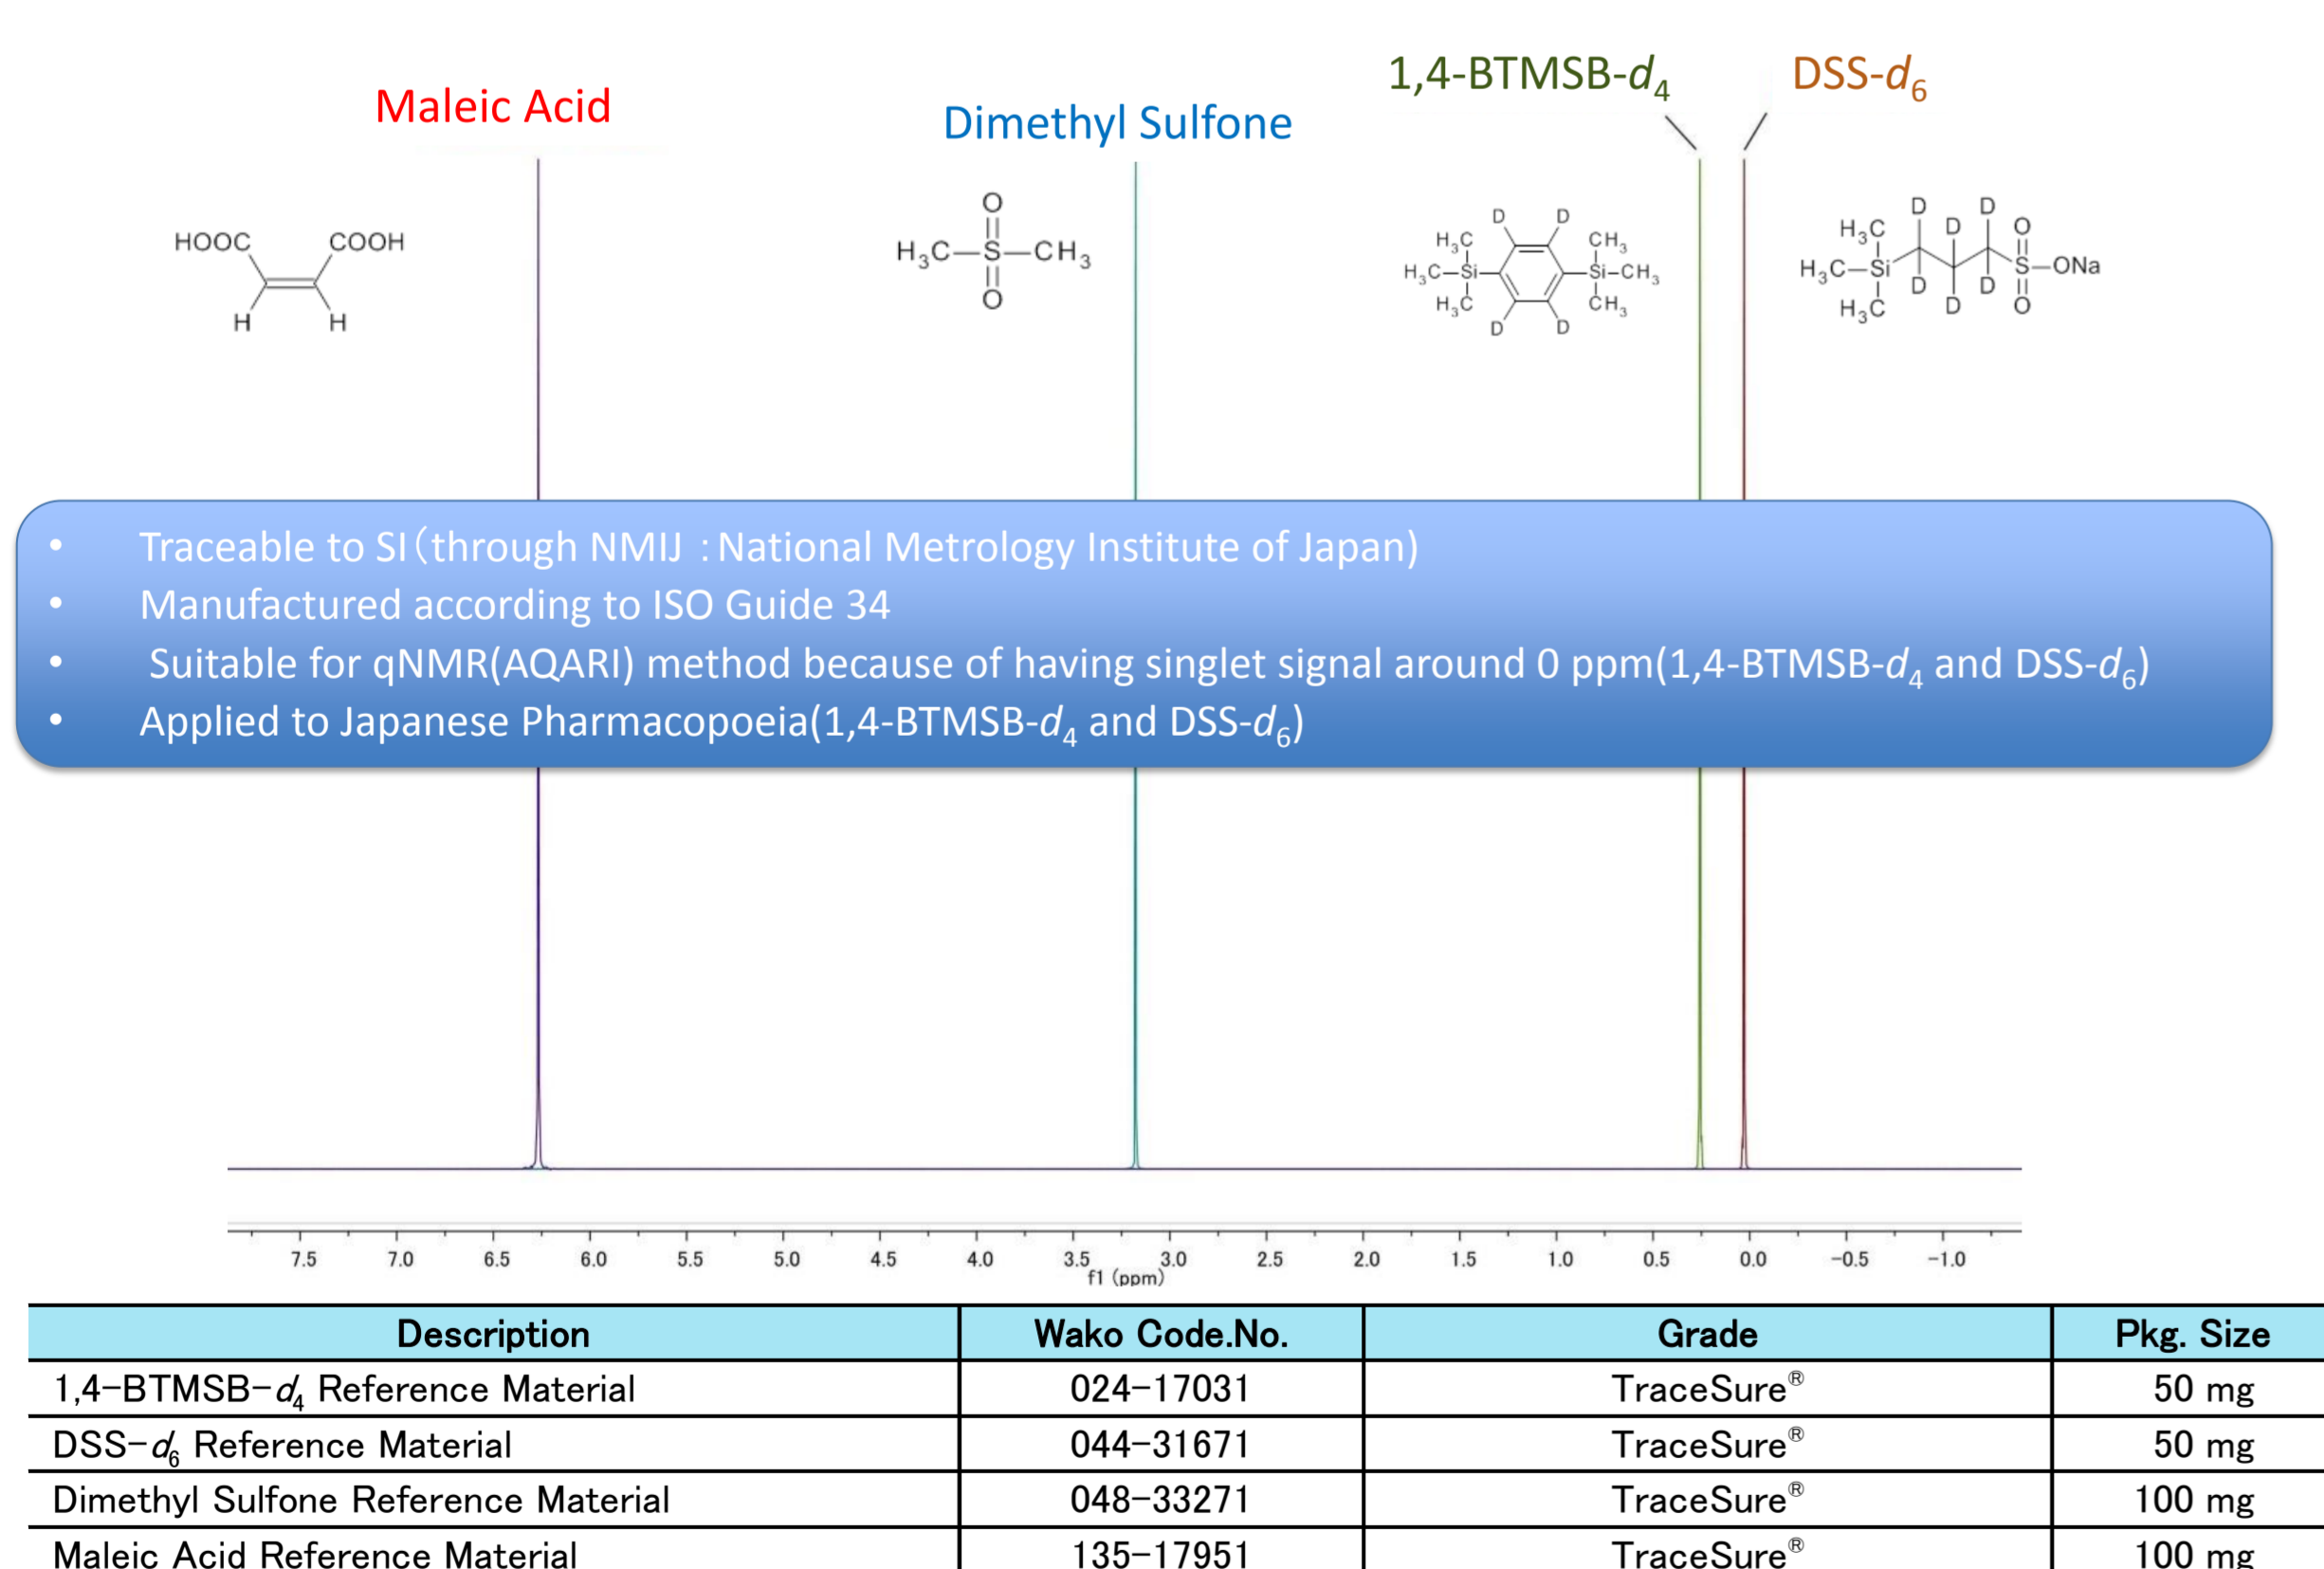 1,4-BTMSB-d4
DSS-d6
Maleic Acid
Dimethyl Sulfone
HOOC COOH
H H
O
H3C-S-CH3
O
D D
H3C CH3
H3C-Si Si-CH3
H3C CH3
D D
D D D O
H3C
H3C-Si S-ONa
H3C D D D O
• Traceable to SI(through NMIJ :National Metrology Institute of Japan)
• Manufactured according to ISO Guide 34
• Suitable for qNMR(AQARI) method because of having singlet signal around 0 ppm(1,4-BTMSB-d4 and DSS-d6)
• Applied to Japanese Pharmacopoeia(1,4-BTMSB-d4 and DSS-d6)
7.5 7.0 6.5 6.0 5.5 5.0 4.5 4.0 3.5 3.0 2.5 2.0 1.5 1.0 0.5 0.0 -0.5 -1.0
f1 (ppm)
Description Wako Code.No. Grade Pkg. Size
1,4-BTMSB-d4 Reference Material 024-17031 TraceSure® 50 mg
DSS-d6 Reference Material 044-31671 TraceSure® 50 mg
Dimethyl Sulfone Reference Material 048-33271 TraceSure® 100 mg
Maleic Acid Reference Material 135-17951 TraceSure® 100 mg